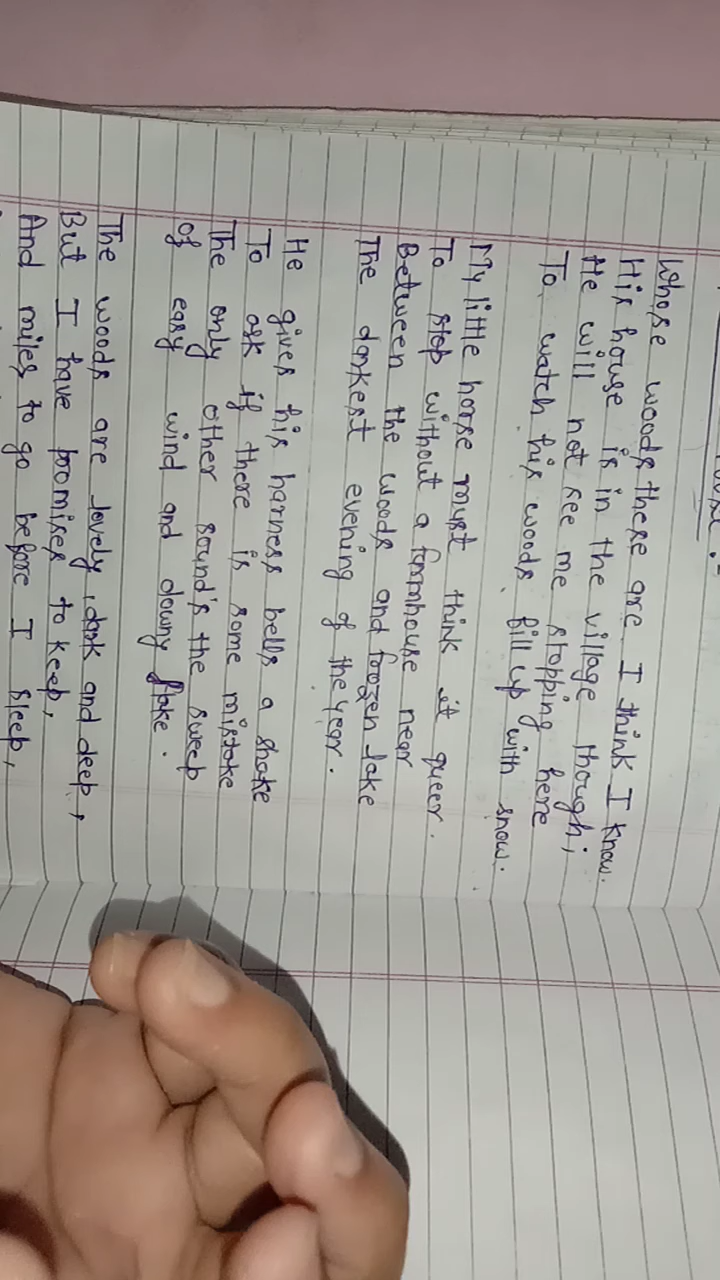 Whose woods these are I think I know.
His house is in the village though;
He will not see me stopping here
To watch his woods fill up with snow.
My little horse must think it queer.
To stop without a farmhouse near
Between the woods and frozen lake
The darkest evening of the year.
He gives his harness bells a shake
To ask if there is some mistake
The only other sound's the sweep
Of easy wind and downy flake.
The woods are lovely, dark and deep,
But I have promises to keep,
And miles to go before I sleep,